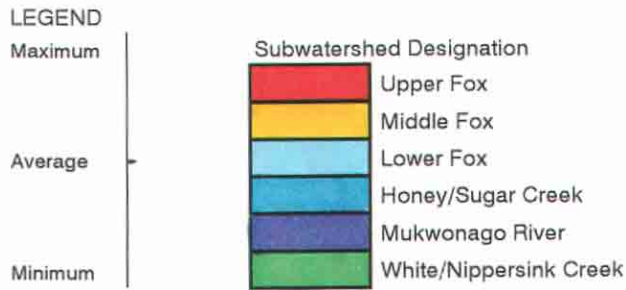 LEGEND
Maximum
Subwatershed Designation
Upper Fox
Middle Fox
Average
Lower Fox
Honey/Sugar Creek
Mukwonago River
Minimum
White/Nippersink Creek